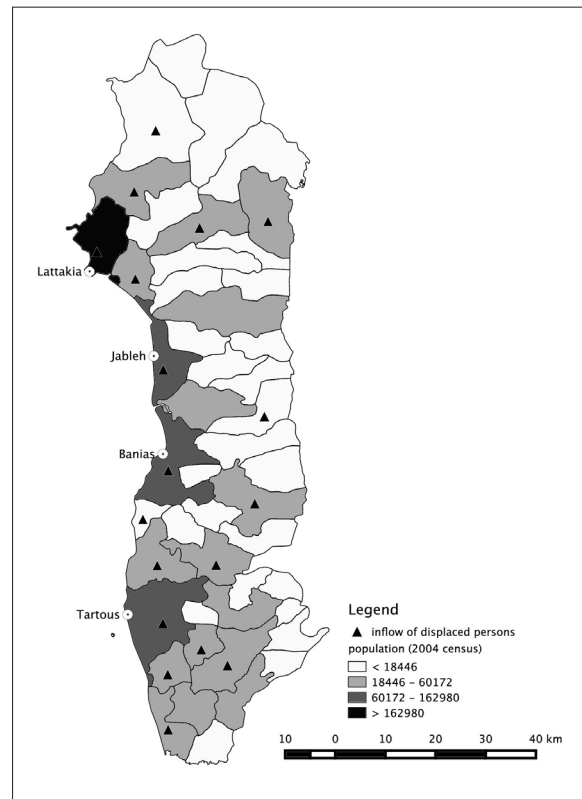 Lattakia
Jableh
Banias
Tartous
Legend
inflow of displaced persons
population (2004 census)
< 18446
18446 – 60172
60172 – 162980
> 162980
10 0 10 20 30 40 km